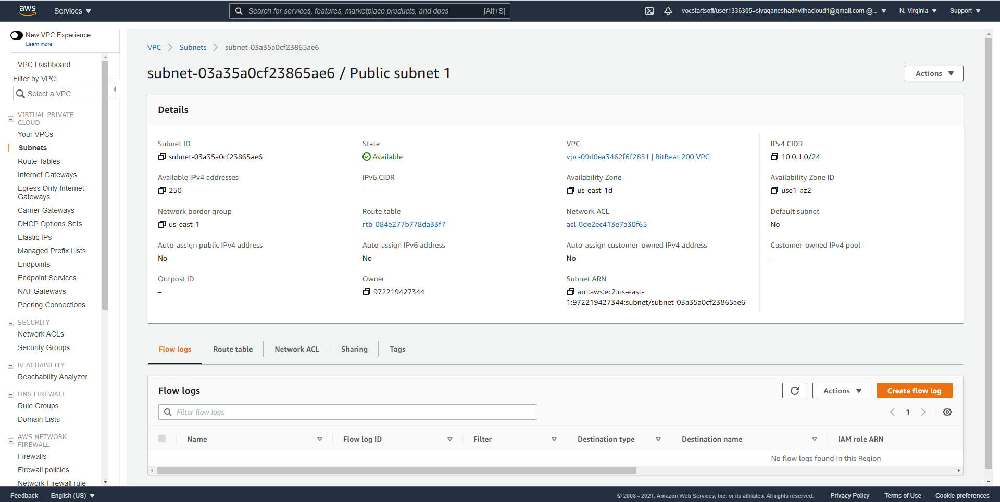 aws
Services
Search for services, features, marketplace products, and docs [Alt+S]
vocstartsoft/user1336305=sivaganeshadhvithacloud1@gmail.com @...
N. Virginia
Support
New VPC Experience
Learn more
VPC Dashboard
Filter by VPC:
Select a VPC
VIRTUAL PRIVATE
CLOUD
Your VPCs
Subnets
Route Tables
Internet Gateways
Egress Only Internet
Gateways
Carrier Gateways
DHCP Options Sets
Elastic IPs
Managed Prefix Lists
Endpoints
Endpoint Services
NAT Gateways
Peering Connections
SECURITY
Network ACLs
Security Groups
REACHABILITY
Reachability Analyzer
DNS FIREWALL
Rule Groups
Domain Lists
AWS NETWORK
FIREWALL
Firewalls
Firewall policies
Network Firewall rule
VPC > Subnets > subnet-03a35a0cf23865ae6
subnet-03a35a0cf23865ae6 / Public subnet 1
Actions
Details
Subnet ID
subnet-03a35a0cf23865ae6
State
Available
VPC
vpc-09d0ea3462f6f2851 | BitBeat 200 VPC
IPv4 CIDR
10.0.1.0/24
Available IPv4 addresses
250
IPv6 CIDR
–
Availability Zone
us-east-1d
Availability Zone ID
use1-az2
Network border group
us-east-1
Route table
rtb-084e277b778da33f7
Network ACL
acl-0de2ec413e7a30f65
Default subnet
No
Auto-assign public IPv4 address
No
Auto-assign IPv6 address
No
Auto-assign customer-owned IPv4 address
No
Customer-owned IPv4 pool
–
Outpost ID
–
Owner
972219427344
Subnet ARN
arn:aws:ec2:us-east-
1:972219427344:subnet/subnet-03a35a0cf23865ae6
Flow logs
Route table
Network ACL
Sharing
Tags
Flow logs
Actions
Create flow log
Filter flow logs
1
Name
Flow log ID
Filter
Destination type
Destination name
IAM role ARN
No flow logs found in this Region
Feedback
English (US)
© 2008 - 2021, Amazon Web Services, Inc. or its affiliates. All rights reserved.
Privacy Policy
Terms of Use
Cookie preferences